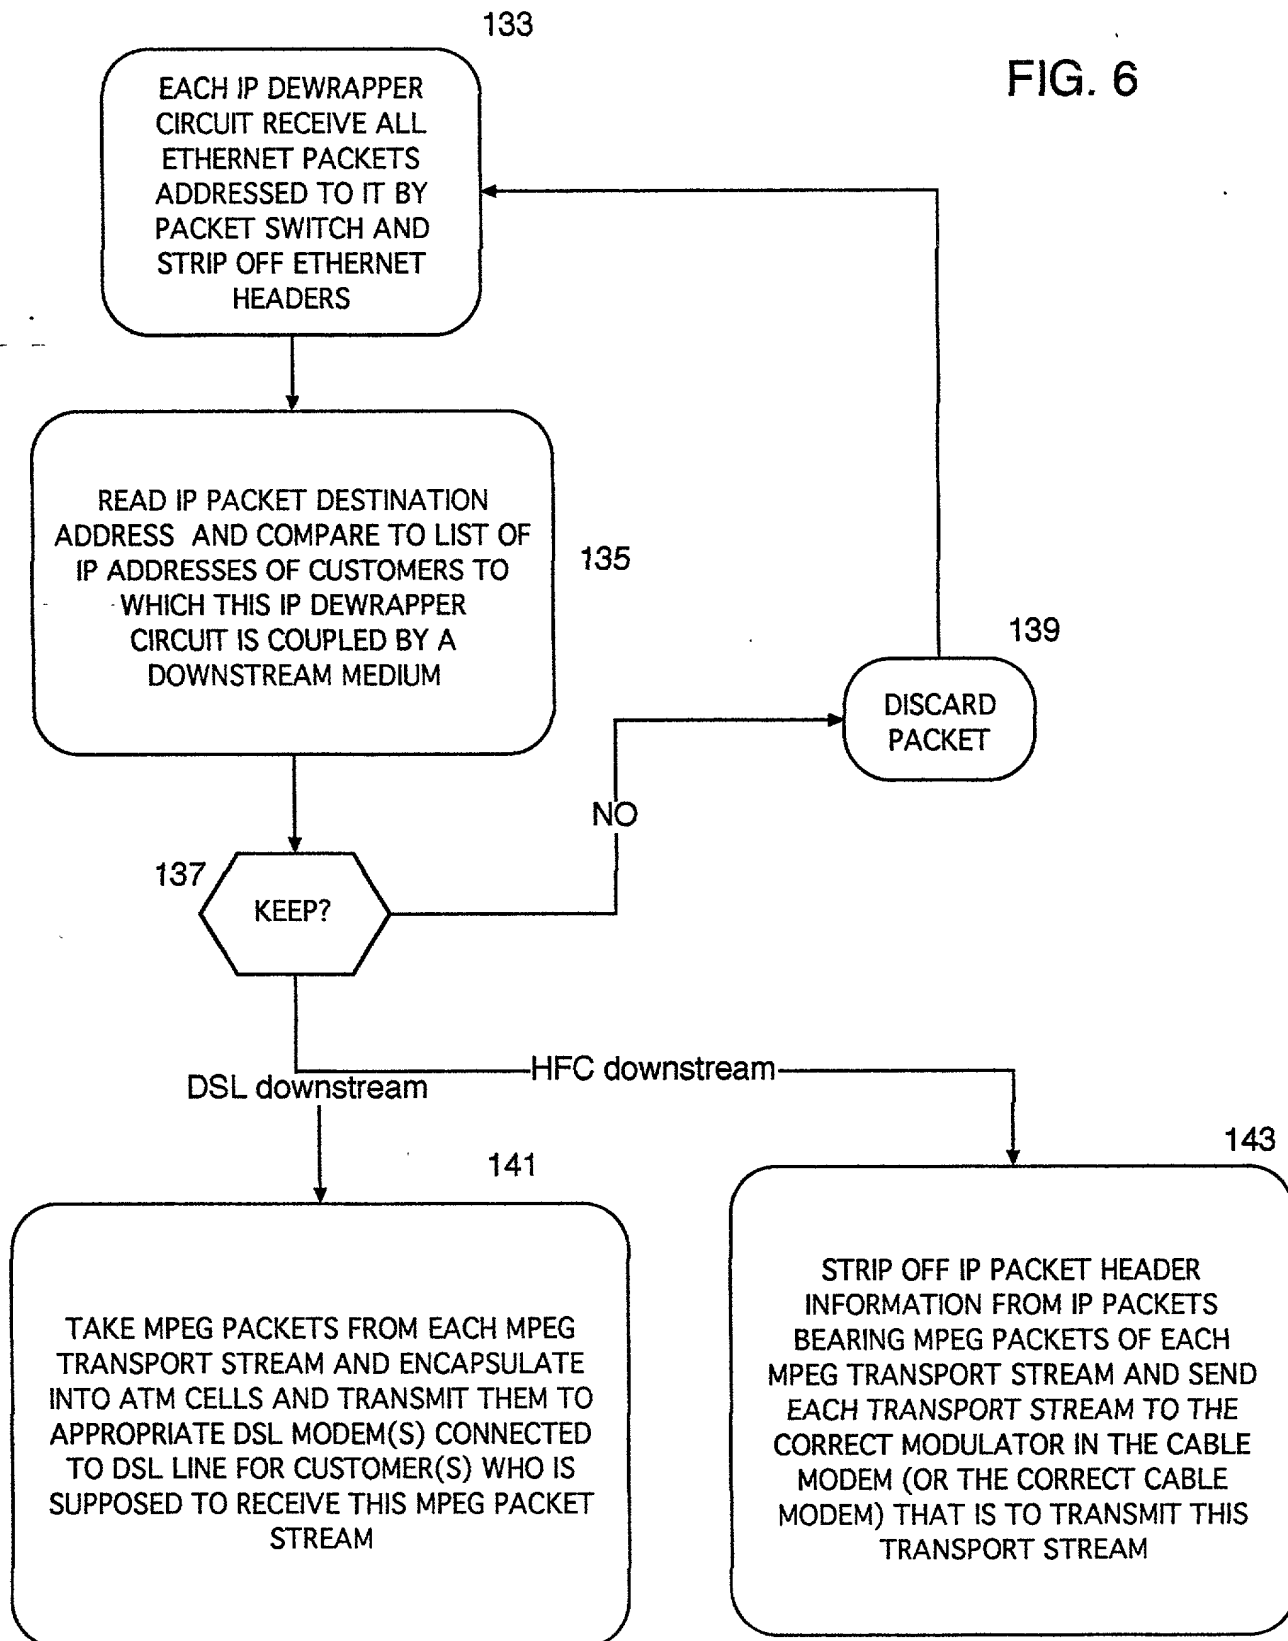 133
FIG. 6
EACH IP DEWRAPPER
CIRCUIT RECEIVE ALL
ETHERNET PACKETS
ADDRESSED TO IT BY
PACKET SWITCH AND
STRIP OFF ETHERNET
HEADERS
READ IP PACKET DESTINATION
ADDRESS AND COMPARE TO LIST OF
IP ADDRESSES OF CUSTOMERS TO
WHICH THIS IP DEWRAPPER
CIRCUIT IS COUPLED BY A
DOWNSTREAM MEDIUM
135
139
DISCARD
PACKET
NO
137
KEEP?
HFC downstream
DSL downstream
141
143
TAKE MPEG PACKETS FROM EACH MPEG
TRANSPORT STREAM AND ENCAPSULATE
INTO ATM CELLS AND TRANSMIT THEM TO
APPROPRIATE DSL MODEM(S) CONNECTED
TO DSL LINE FOR CUSTOMER(S) WHO IS
SUPPOSED TO RECEIVE THIS MPEG PACKET
STREAM
STRIP OFF IP PACKET HEADER
INFORMATION FROM IP PACKETS
BEARING MPEG PACKETS OF EACH
MPEG TRANSPORT STREAM AND SEND
EACH TRANSPORT STREAM TO THE
CORRECT MODULATOR IN THE CABLE
MODEM (OR THE CORRECT CABLE
MODEM) THAT IS TO TRANSMIT THIS
TRANSPORT STREAM